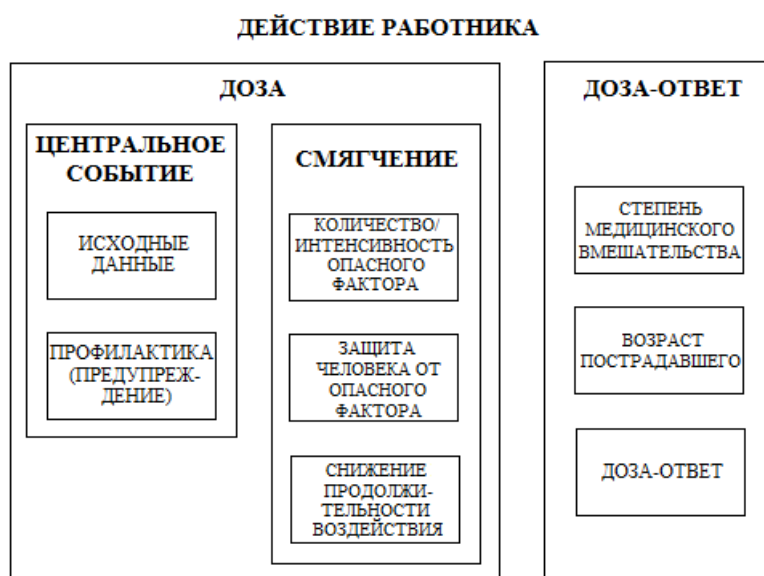 ДЕЙСТВИЕ РАБОТНИКА
ДОЗА
ЦЕНТРАЛЬНОЕ
СОБЫТИЕ
ИСХОДНЫЕ
ДАННЫЕ
ПРОФИЛАКТИКА
(ПРЕДУПРЕЖ-
ДЕНИЕ)
СМЯГЧЕНИЕ
КОЛИЧЕСТВО/
ИНТЕНСИВНОСТЬ
ОПАСНОГО
ФАКТОРА
ЗАЩИТА
ЧЕЛОВЕКА ОТ
ОПАСНОГО
ФАКТОРА
СНИЖЕНИЕ
ПРОДОЛЖИ-
ТЕЛЬНОСТИ
ВОЗДЕЙСТВИЯ
ДОЗА-ОТВЕТ
СТЕПЕНЬ
МЕДИЦИНСКОГО
ВМЕШАТЕЛЬСТВА
ВОЗРАСТ
ПОСТРАДАВШЕГО
ДОЗА-ОТВЕТ